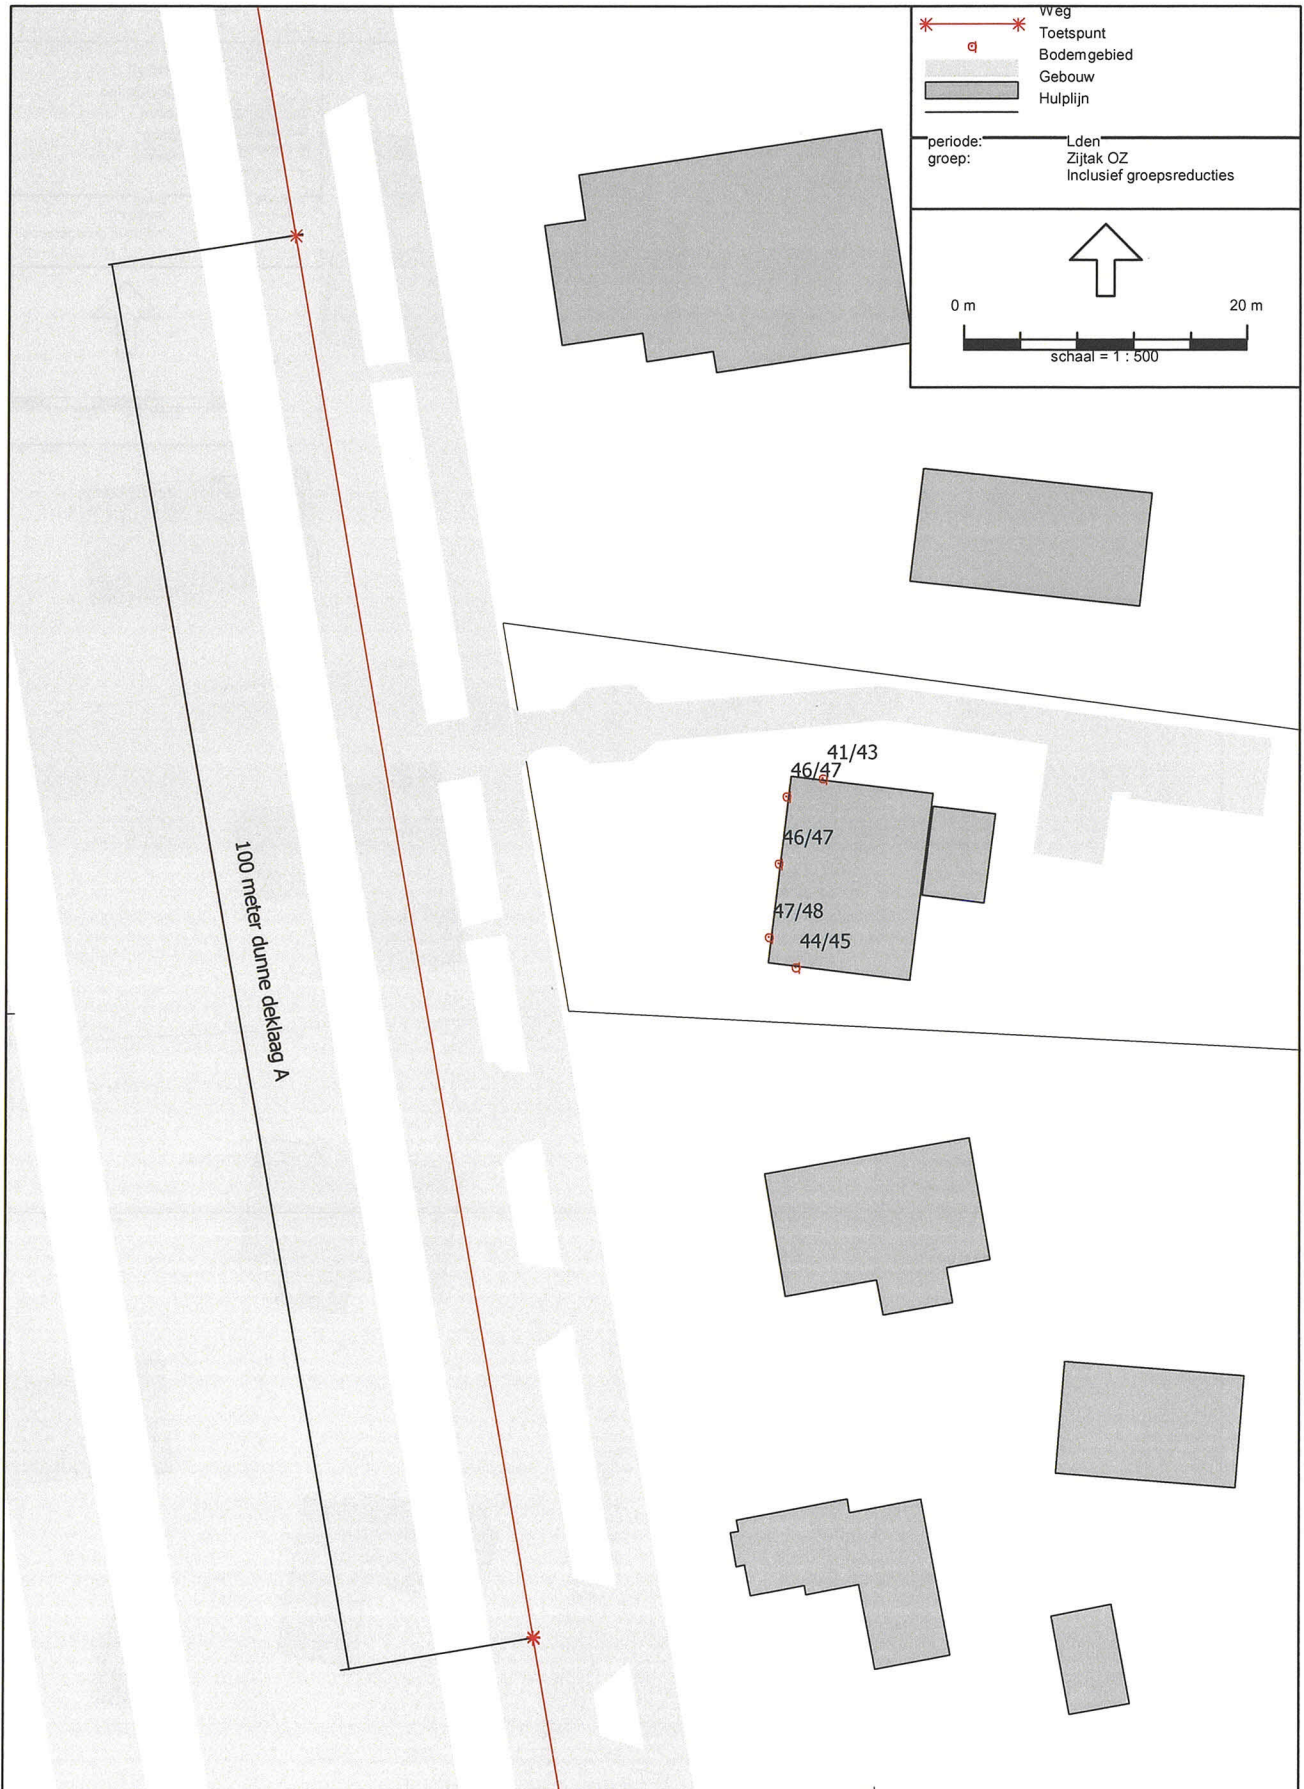 Weg
Toetspunt
Bodemgebied
Gebouw
Hulplijn
periode: Lden
groep: Zijtak OZ
Inclusief groepsreducties
0 m 20 m
schaal = 1 : 500
41/43
46/47
46/47
47/48
44/45
100 meter dunne deklaag A